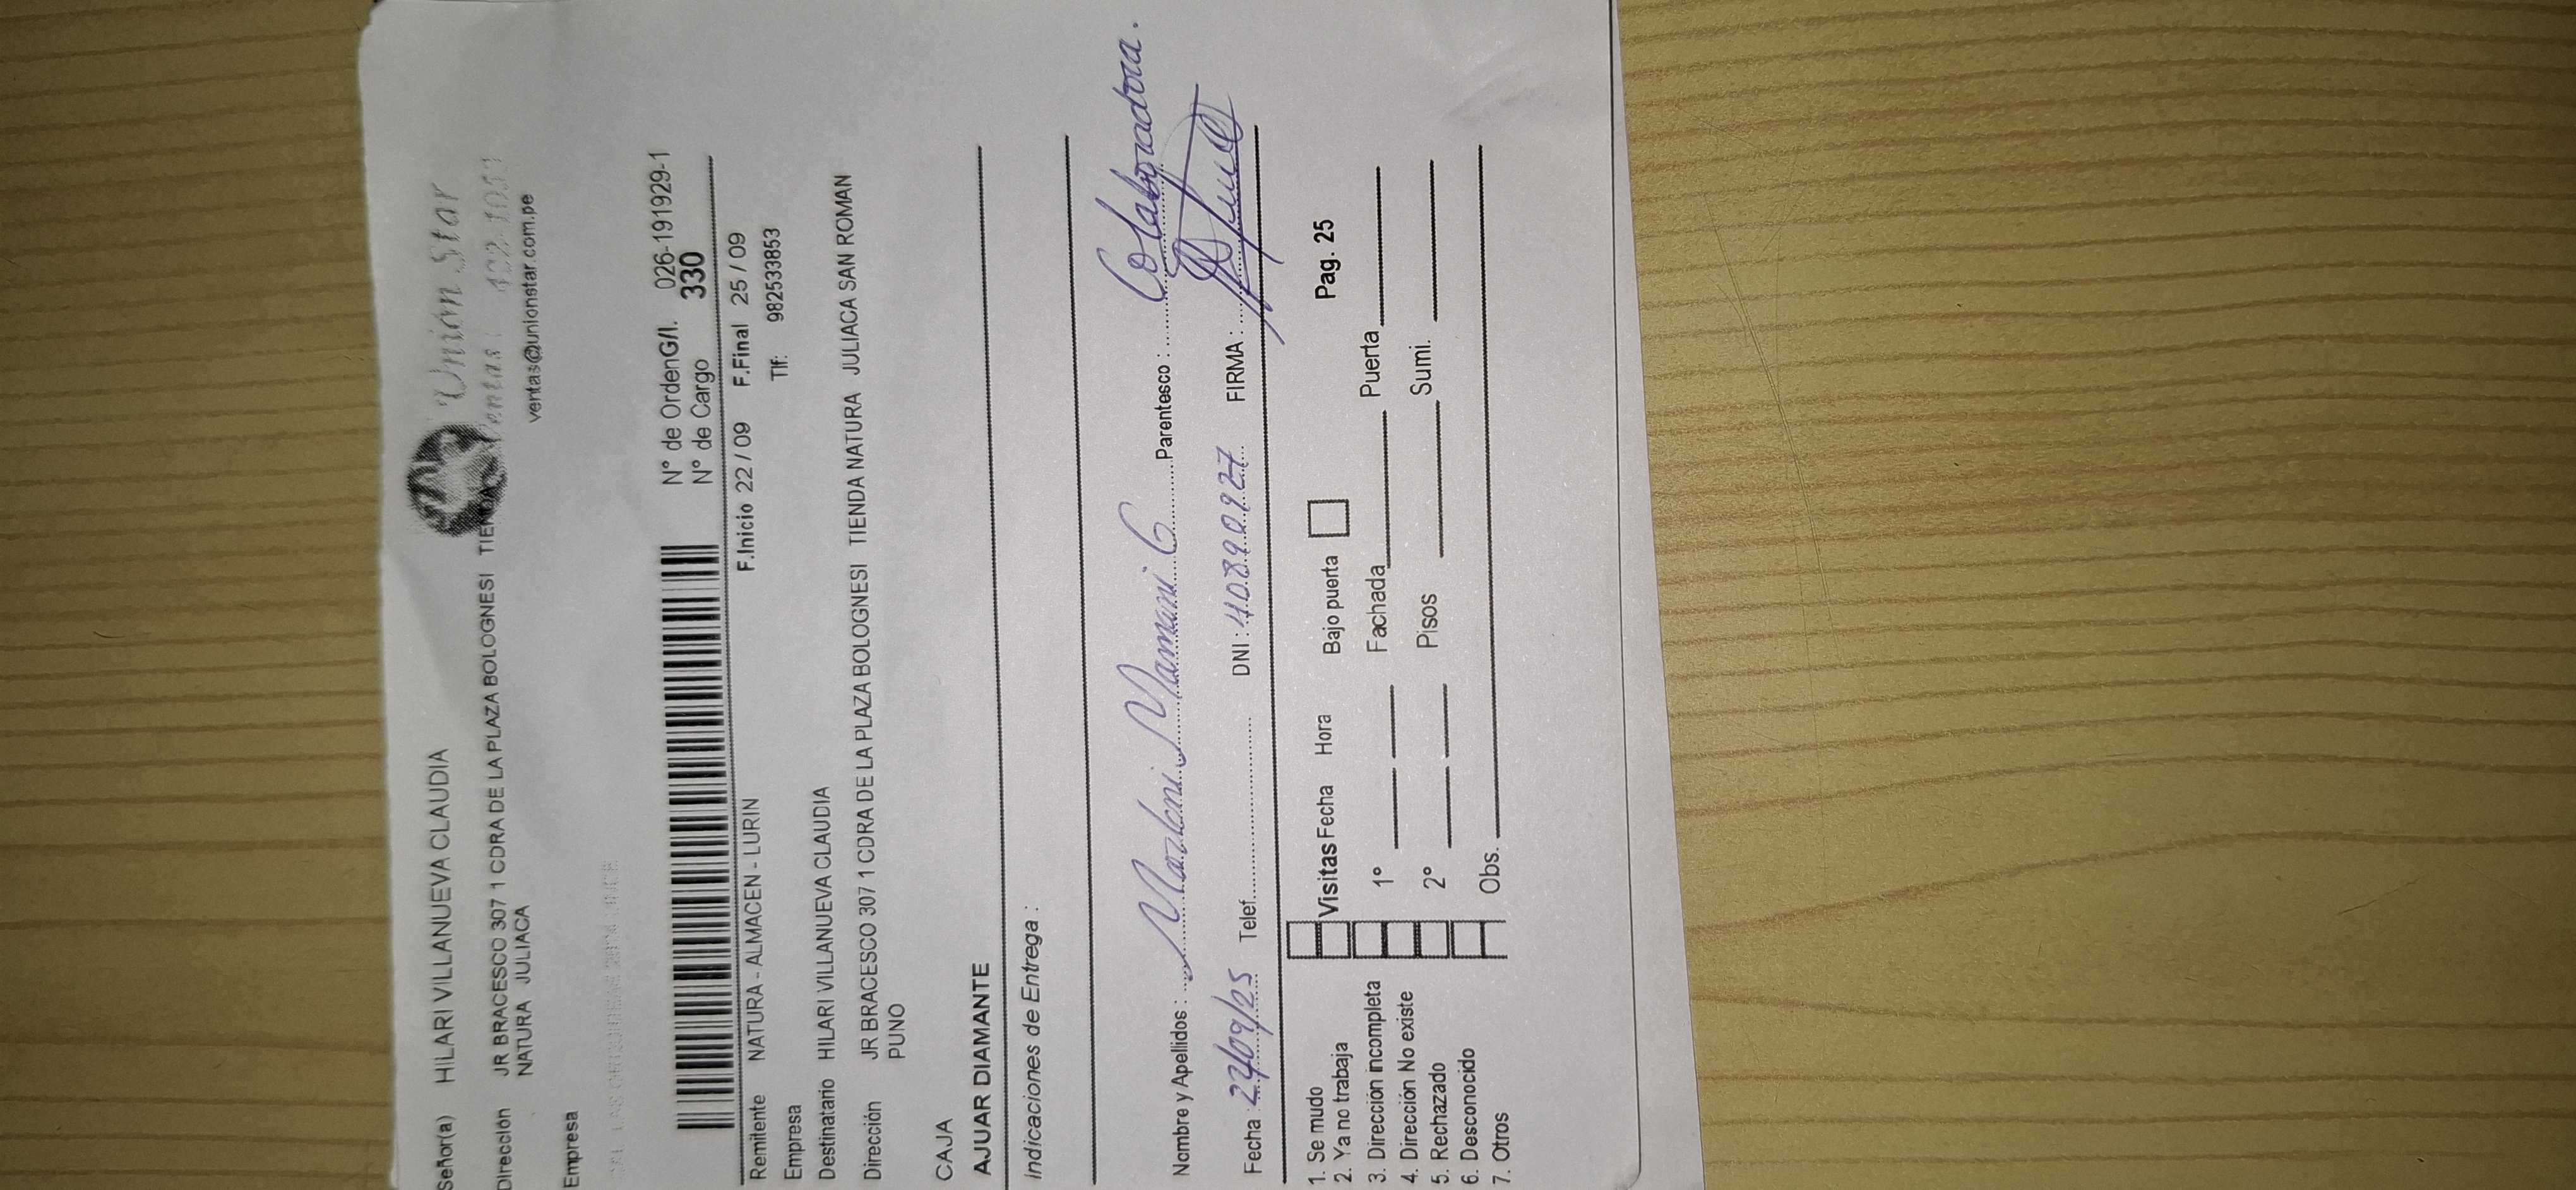 Señor(a) HILARI VILLANUEVA CLAUDIA
Unión Star
Dirección JR BRACESCO 307 1 CDRA DE LA PLAZA BOLOGNESI TIENDA
NATURA JULIACA
ventas@unionstar.com.pe
Empresa
N° de OrdenG/I. 026-191929-1
N° de Cargo 330
F.Inicio 22 / 09 F.Final 25 / 09
Remitente NATURA - ALMACEN - LURIN
Tlf: 982533853
Empresa
Destinatario HILARI VILLANUEVA CLAUDIA
Dirección JR BRACESCO 307 1 CDRA DE LA PLAZA BOLOGNESI TIENDA NATURA JULIACA SAN ROMAN
PUNO
CAJA
AJUAR DIAMANTE
Indicaciones de Entrega :
Nombre y Apellidos : Mamani Parentesco : Colaboradora.
Fecha : Telef. DNI : 40890927 FIRMA :
1. Se mudo
2. Ya no trabaja
3. Dirección incompleta
4. Dirección No existe
5. Rechazado
6. Desconocido
7. Otros
Visitas Fecha Hora Bajo puerta Pag. 25
1° Fachada Puerta
2° Pisos Sumi.
Obs.